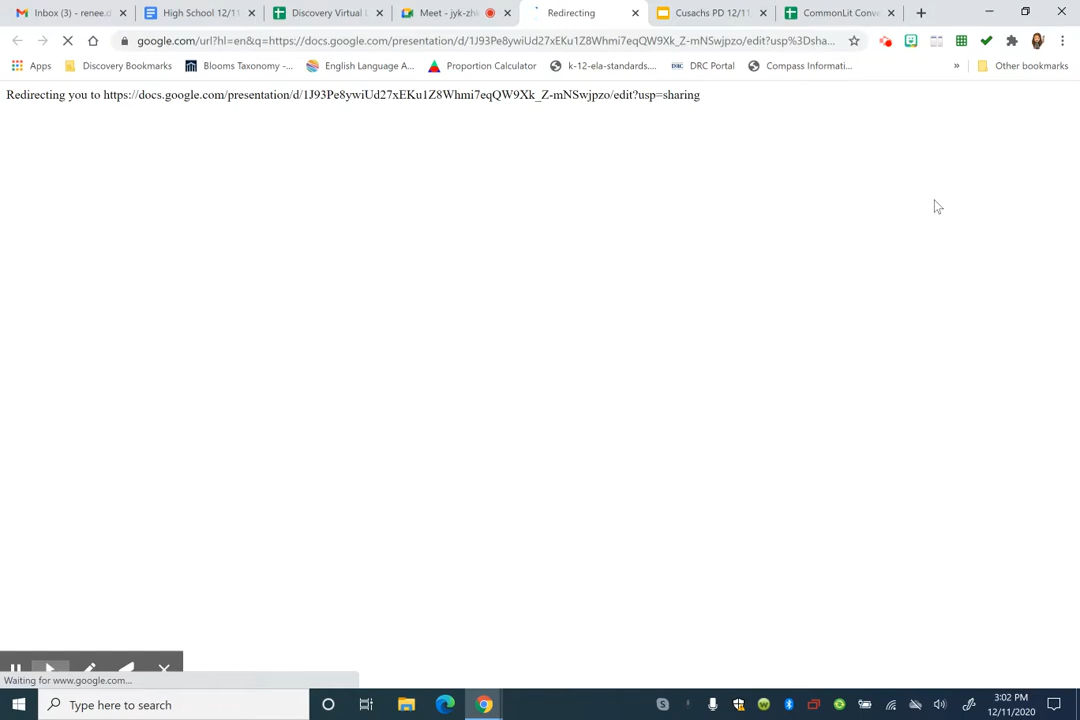 Inbox (3) - renee.d
High School 12/11
Discovery Virtual L
Meet - jyk-zhk
Redirecting
Cusachs PD 12/11
CommonLit Conve
google.com/url?hl=en&q=https://docs.google.com/presentation/d/1J93Pe8ywiUd27xEKu1Z8Whmi7eqQW9Xk_Z-mNSwjpzo/edit?usp%3Dsha...
Apps
Discovery Bookmarks
Blooms Taxonomy -...
English Language A...
Proportion Calculator
k-12-ela-standards....
DRC Portal
Compass Informati...
»
Other bookmarks
Redirecting you to https://docs.google.com/presentation/d/1J93Pe8ywiUd27xEKu1Z8Whmi7eqQW9Xk_Z-mNSwjpzo/edit?usp=sharing
Waiting for www.google.com...
Type here to search
3:02 PM
12/11/2020